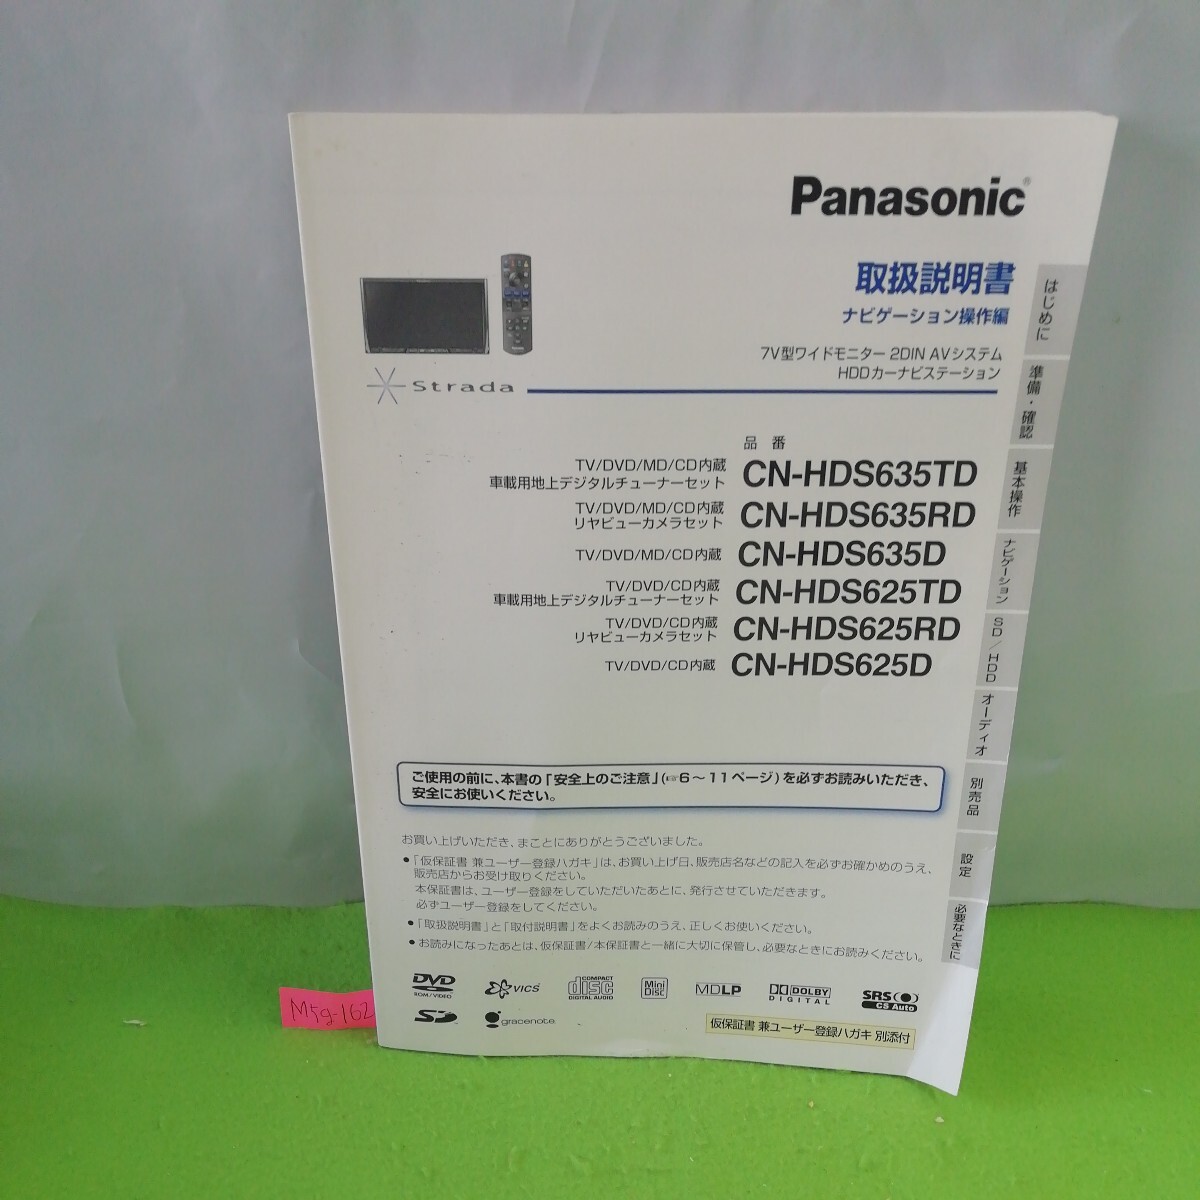 Panasonic®
取扱説明書
ナビゲーション操作編
7V型ワイドモニター 2DIN AVシステム
HDDカーナビステーション
Strada
品 番
TV/DVD/MD/CD内蔵
車載用地上デジタルチューナーセット
CN-HDS635TD
TV/DVD/MD/CD内蔵
リヤビューカメラセット
CN-HDS635RD
TV/DVD/MD/CD内蔵
CN-HDS635D
TV/DVD/CD内蔵
車載用地上デジタルチューナーセット
CN-HDS625TD
TV/DVD/CD内蔵
リヤビューカメラセット
CN-HDS625RD
TV/DVD/CD内蔵
CN-HDS625D
はじめに
準備・確認
基本操作
ナビゲーション
SD/HDD
オーディオ
別売品
設定
必要なときに
ご使用の前に、本書の「安全上のご注意」(☞6～11ページ)を必ずお読みいただき、
安全にお使いください。
お買い上げいただき、まことにありがとうございました。
●「仮保証書 兼ユーザー登録ハガキ」は、お買い上げ日、販売店名などの記入を必ずお確かめのうえ、
販売店からお受け取りください。
本保証書は、ユーザー登録をしていただいたあとに、発行させていただきます。
必ずユーザー登録をしてください。
●「取扱説明書」と「取付説明書」をよくお読みのうえ、正しくお使いください。
●お読みになったあとは、仮保証書/本保証書と一緒に大切に保管し、必要なときにお読みください。
DVD
ROM/VIDEO
VICS
COMPACT
disc
DIGITAL AUDIO
Mini
Disc
MDLP
DOLBY
DIGITAL
SRS
CS Auto
SD
gracenote.
仮保証書 兼ユーザー登録ハガキ 別添付
M5g-162